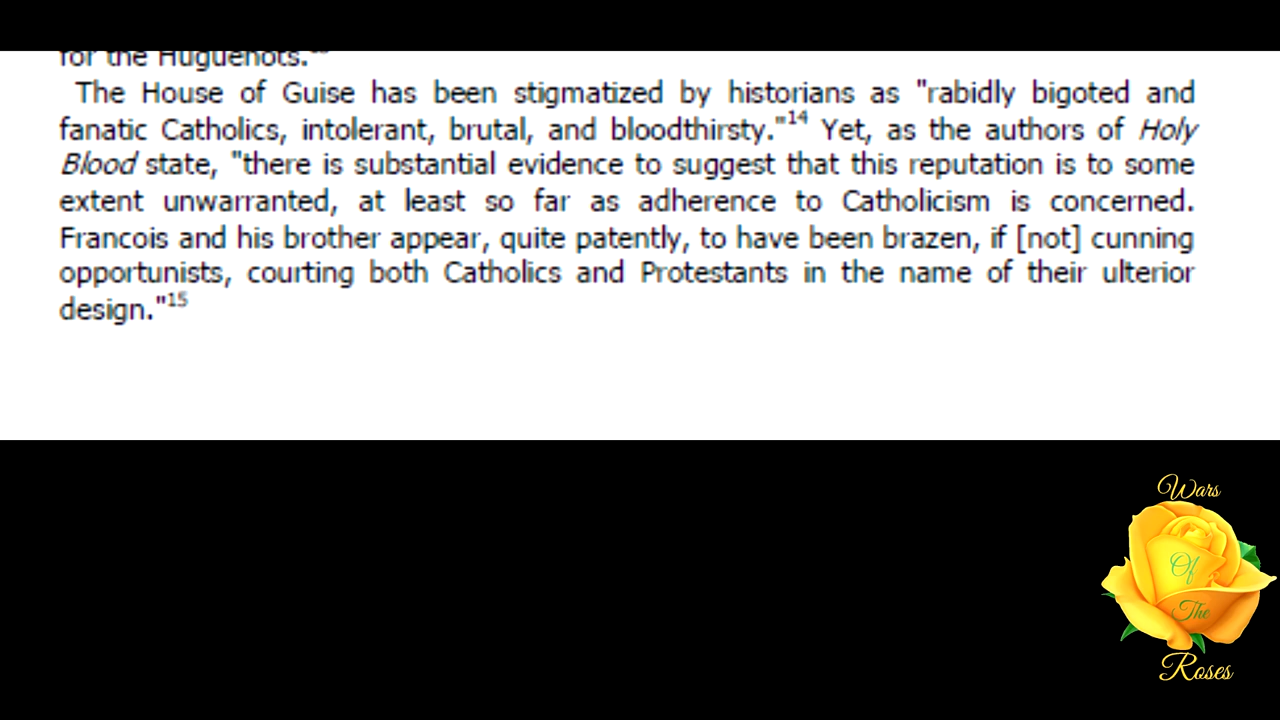 for the Huguenots.
The House of Guise has been stigmatized by historians as "rabidly bigoted and
fanatic Catholics, intolerant, brutal, and bloodthirsty."14 Yet, as the authors of Holy
Blood state, "there is substantial evidence to suggest that this reputation is to some
extent unwarranted, at least so far as adherence to Catholicism is concerned.
Francois and his brother appear, quite patently, to have been brazen, if [not] cunning
opportunists, courting both Catholics and Protestants in the name of their ulterior
design."15
Wars
Of
The
Roses